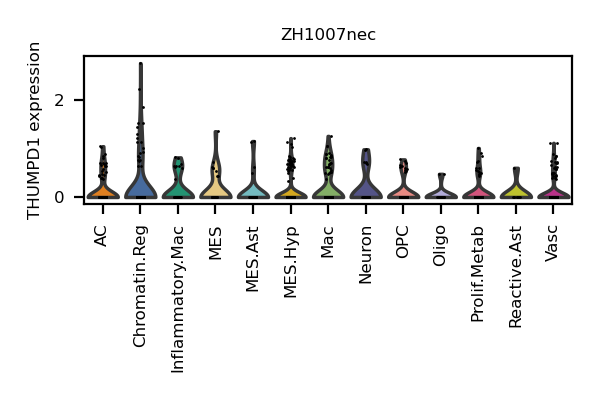 ZH1007nec
THUMPD1 expression
2
0
AC
Chromatin.Reg
Inflammatory.Mac
MES
MES.Ast
MES.Hyp
Mac
Neuron
OPC
Oligo
Prolif.Metab
Reactive.Ast
Vasc